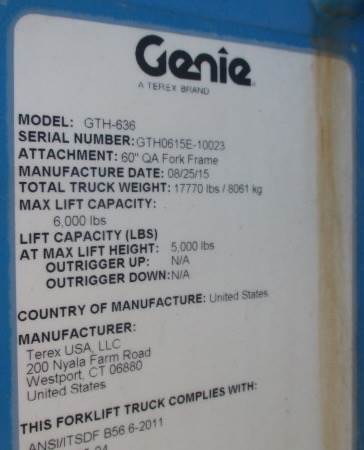 Genie
A TEREX BRAND
MODEL: GTH-636
SERIAL NUMBER: GTH0615E-10023
ATTACHMENT: 60" QA Fork Frame
MANUFACTURE DATE: 08/25/15
TOTAL TRUCK WEIGHT: 17770 lbs / 8061 kg
MAX LIFT CAPACITY:
6,000 lbs
LIFT CAPACITY (LBS)
AT MAX LIFT HEIGHT: 5,000 lbs
OUTRIGGER UP: N/A
OUTRIGGER DOWN: N/A
COUNTRY OF MANUFACTURE: United States
MANUFACTURER:
Terex USA, LLC
200 Nyala Farm Road
Westport, CT 06880
United States
THIS FORKLIFT TRUCK COMPLIES WITH:
ANSI/ITSDF B56.6-2011